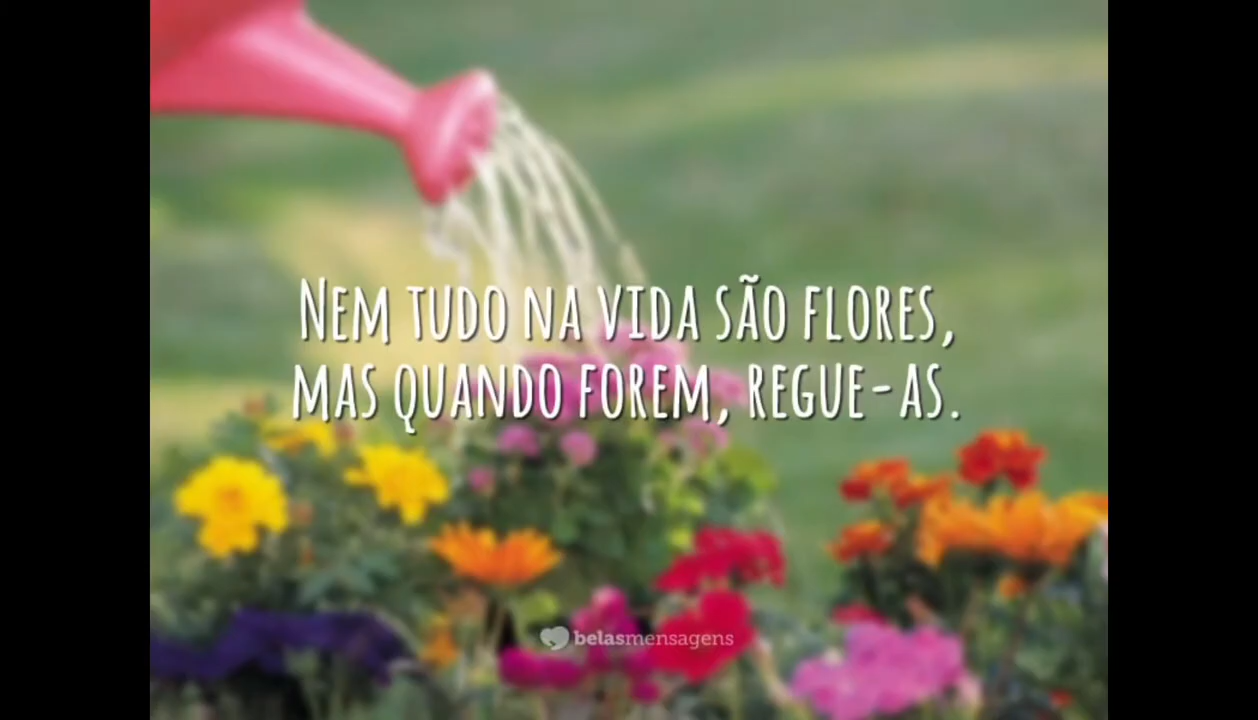 Nem tudo na vida são flores,
mas quando forem, regue-as.
belasmensagens